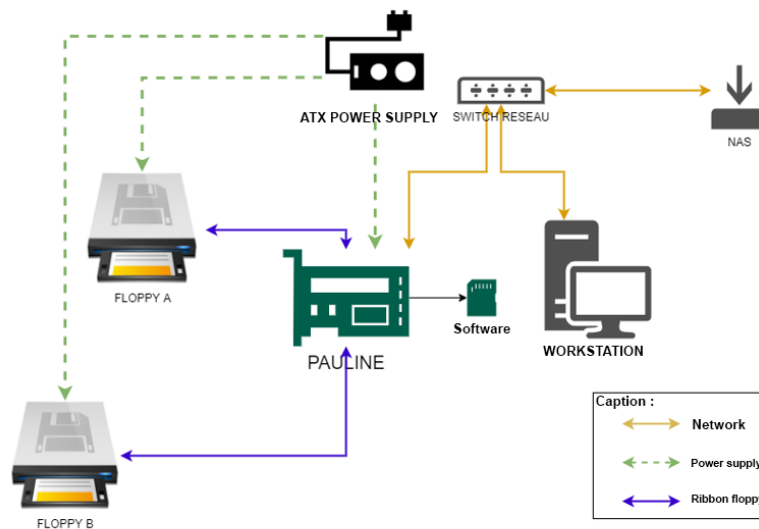 ATX POWER SUPPLY
SWITCH RESEAU
NAS
FLOPPY A
Software
WORKSTATION
PAULINE
FLOPPY B
Caption :
Network
Power supply
Ribbon floppy